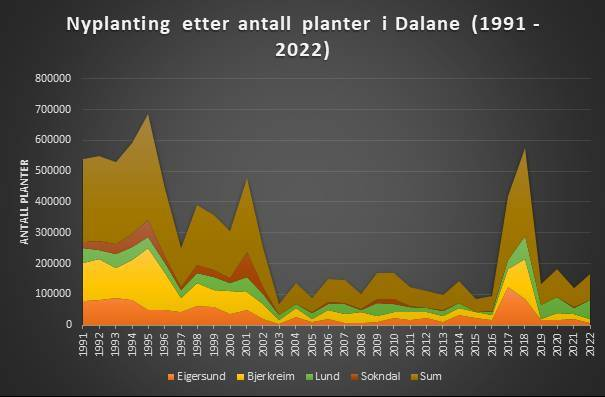 Nyplanting etter antall planter i Dalane (1991 -
2022)
800000
700000
600000
500000
400000
300000
200000
100000
0
ANTALL PLANTER
1991 1992 1993 1994 1995 1996 1997 1998 1999 2000 2001 2002 2003 2004 2005 2006 2007 2008 2009 2010 2011 2012 2013 2014 2015 2016 2017 2018 2019 2020 2021 2022
Eigersund Bjerkreim Lund Sokndal Sum